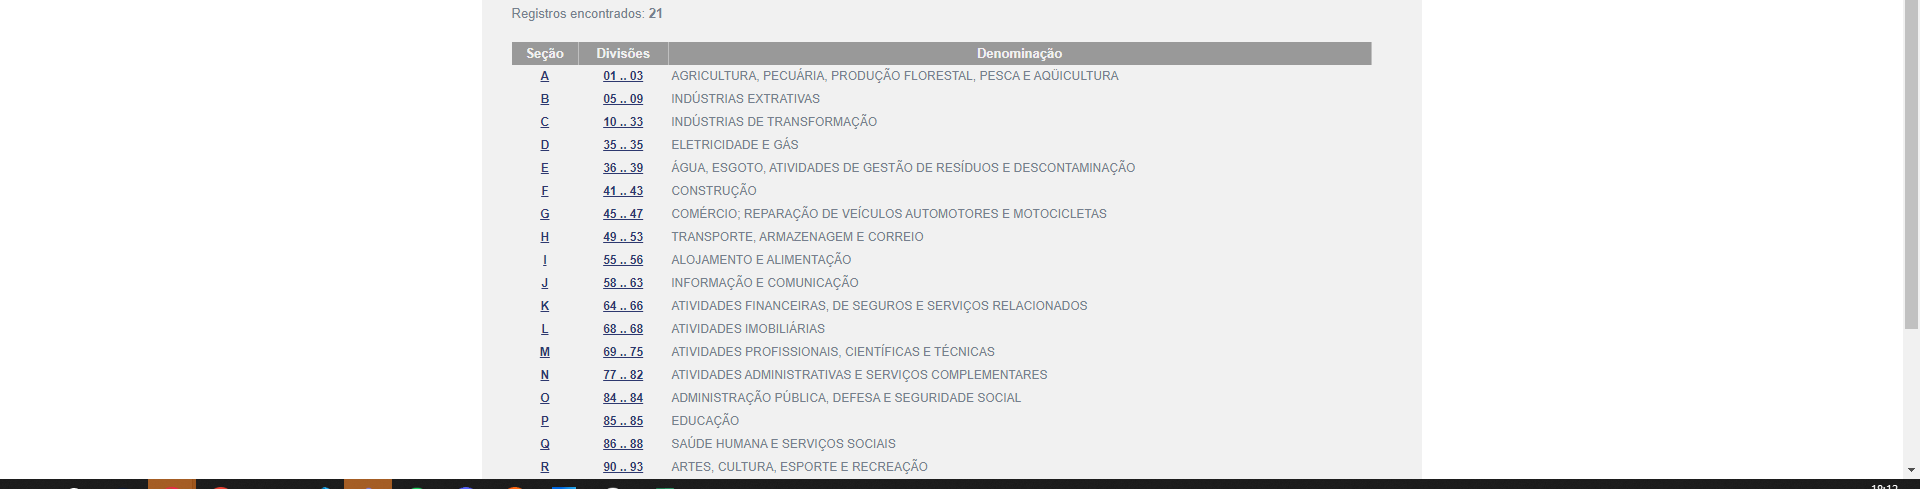 Registros encontrados: 21
Seção Divisões Denominação
A 01 .. 03 AGRICULTURA, PECUÁRIA, PRODUÇÃO FLORESTAL, PESCA E AQÜICULTURA
B 05 .. 09 INDÚSTRIAS EXTRATIVAS
C 10 .. 33 INDÚSTRIAS DE TRANSFORMAÇÃO
D 35 .. 35 ELETRICIDADE E GÁS
E 36 .. 39 ÁGUA, ESGOTO, ATIVIDADES DE GESTÃO DE RESÍDUOS E DESCONTAMINAÇÃO
F 41 .. 43 CONSTRUÇÃO
G 45 .. 47 COMÉRCIO; REPARAÇÃO DE VEÍCULOS AUTOMOTORES E MOTOCICLETAS
H 49 .. 53 TRANSPORTE, ARMAZENAGEM E CORREIO
I 55 .. 56 ALOJAMENTO E ALIMENTAÇÃO
J 58 .. 63 INFORMAÇÃO E COMUNICAÇÃO
K 64 .. 66 ATIVIDADES FINANCEIRAS, DE SEGUROS E SERVIÇOS RELACIONADOS
L 68 .. 68 ATIVIDADES IMOBILIÁRIAS
M 69 .. 75 ATIVIDADES PROFISSIONAIS, CIENTÍFICAS E TÉCNICAS
N 77 .. 82 ATIVIDADES ADMINISTRATIVAS E SERVIÇOS COMPLEMENTARES
O 84 .. 84 ADMINISTRAÇÃO PÚBLICA, DEFESA E SEGURIDADE SOCIAL
P 85 .. 85 EDUCAÇÃO
Q 86 .. 88 SAÚDE HUMANA E SERVIÇOS SOCIAIS
R 90 .. 93 ARTES, CULTURA, ESPORTE E RECREAÇÃO